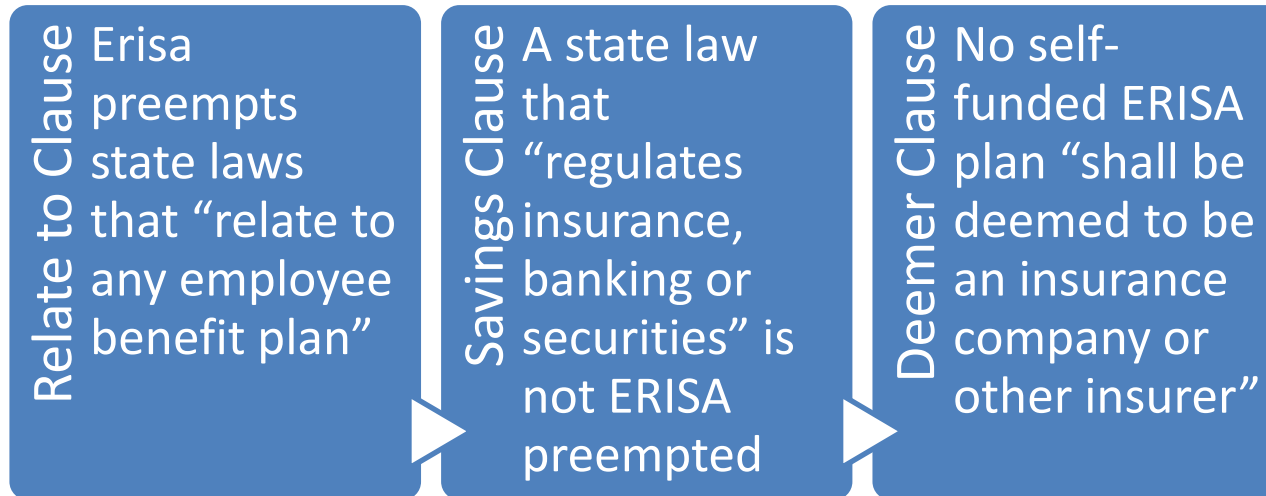 Relate to Clause
Erisa
preempts
state laws
that “relate to
any employee
benefit plan”
Savings Clause
A state law
that
“regulates
insurance,
banking or
securities” is
not ERISA
preempted
Deemer Clause
No self-
funded ERISA
plan “shall be
deemed to be
an insurance
company or
other insurer”